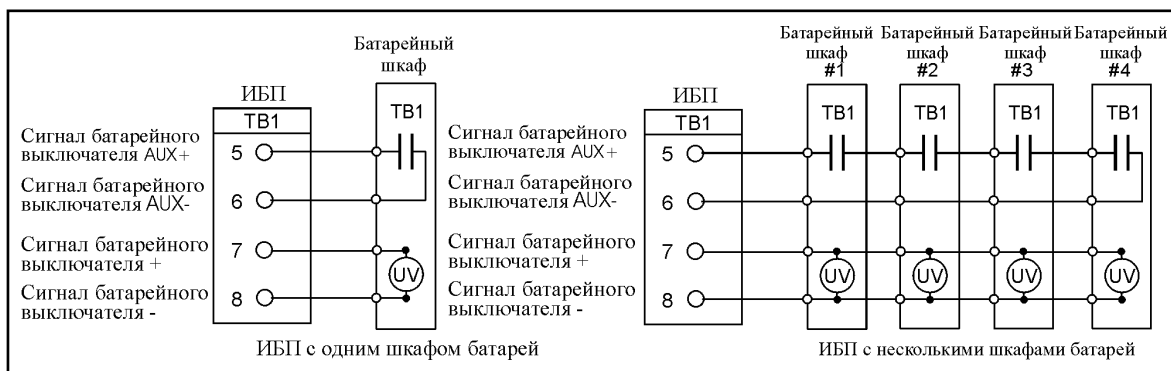 Батарейный
шкаф
ИБП
TB1
TB1
Сигнал батарейного
выключателя AUX+
5
Сигнал батарейного
выключателя AUX-
6
Сигнал батарейного
выключателя +
7
UV
Сигнал батарейного
выключателя -
8
ИБП с одним шкафом батарей
Батарейный
шкаф
#1
Батарейный
шкаф
#2
Батарейный
шкаф
#3
Батарейный
шкаф
#4
ИБП
TB1
TB1
TB1
TB1
TB1
Сигнал батарейного
выключателя AUX+
5
Сигнал батарейного
выключателя AUX-
6
Сигнал батарейного
выключателя +
7
UV
UV
UV
UV
Сигнал батарейного
выключателя -
8
ИБП с несколькими шкафами батарей